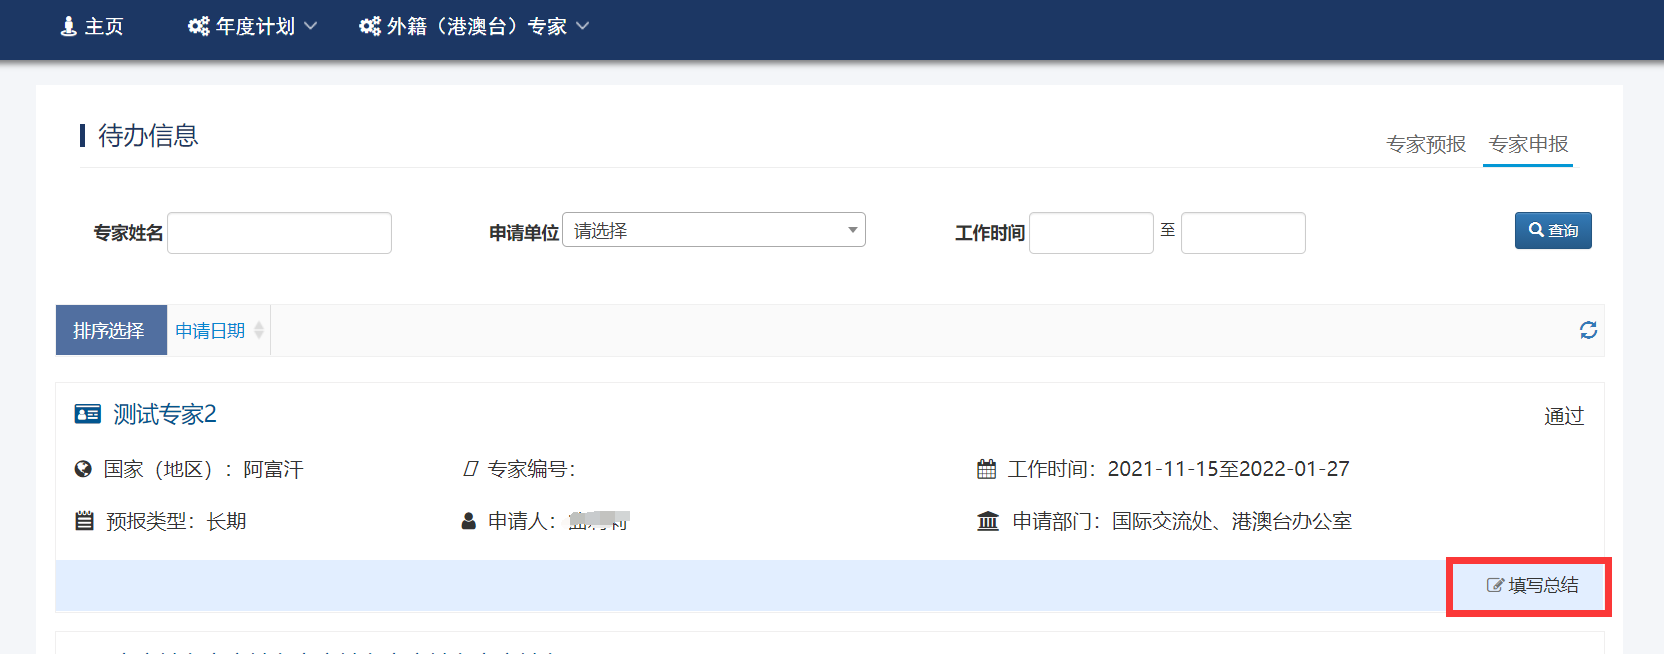 主页 年度计划 外籍（港澳台）专家
待办信息
专家预报 专家申报
专家姓名 申请单位 请选择 工作时间 至 查询
排序选择 申请日期
测试专家2 通过
国家（地区）：阿富汗 专家编号： 工作时间：2021-11-15至2022-01-27
预报类型：长期 申请人： 申请部门：国际交流处、港澳台办公室
填写总结